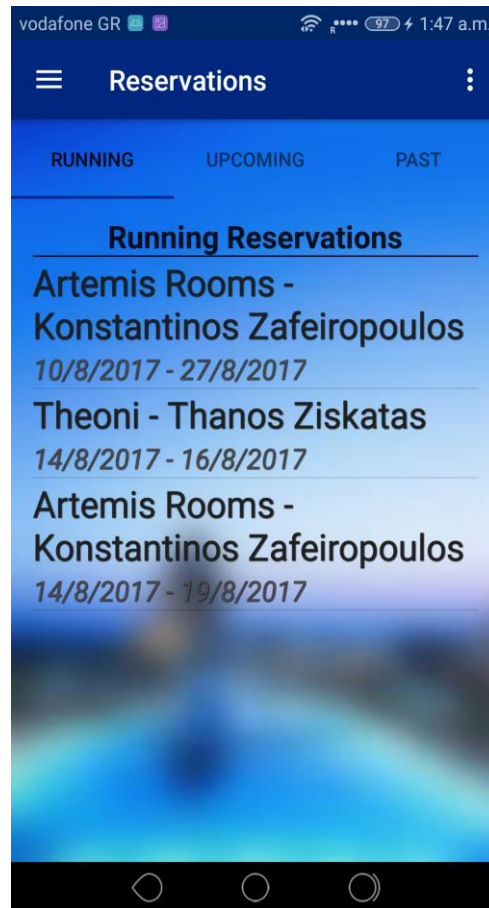 vodafone GR R 97 1:47 a.m.
Reservations
RUNNING UPCOMING PAST
Running Reservations
Artemis Rooms -
Konstantinos Zafeiropoulos
10/8/2017 - 27/8/2017
Theoni - Thanos Ziskatas
14/8/2017 - 16/8/2017
Artemis Rooms -
Konstantinos Zafeiropoulos
14/8/2017 - 19/8/2017